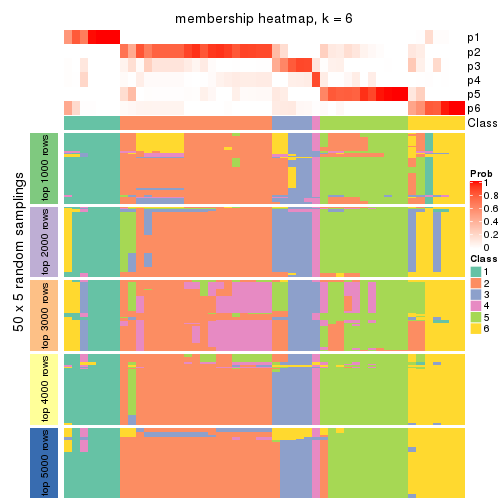 membership heatmap, k = 6
p1
p2
p3
p4
p5
p6
Class
50 x 5 random samplings
top 1000 rows
top 2000 rows
top 3000 rows
top 4000 rows
top 5000 rows
Prob
1
0.8
0.6
0.4
0.2
0
Class
1
2
3
4
5
6